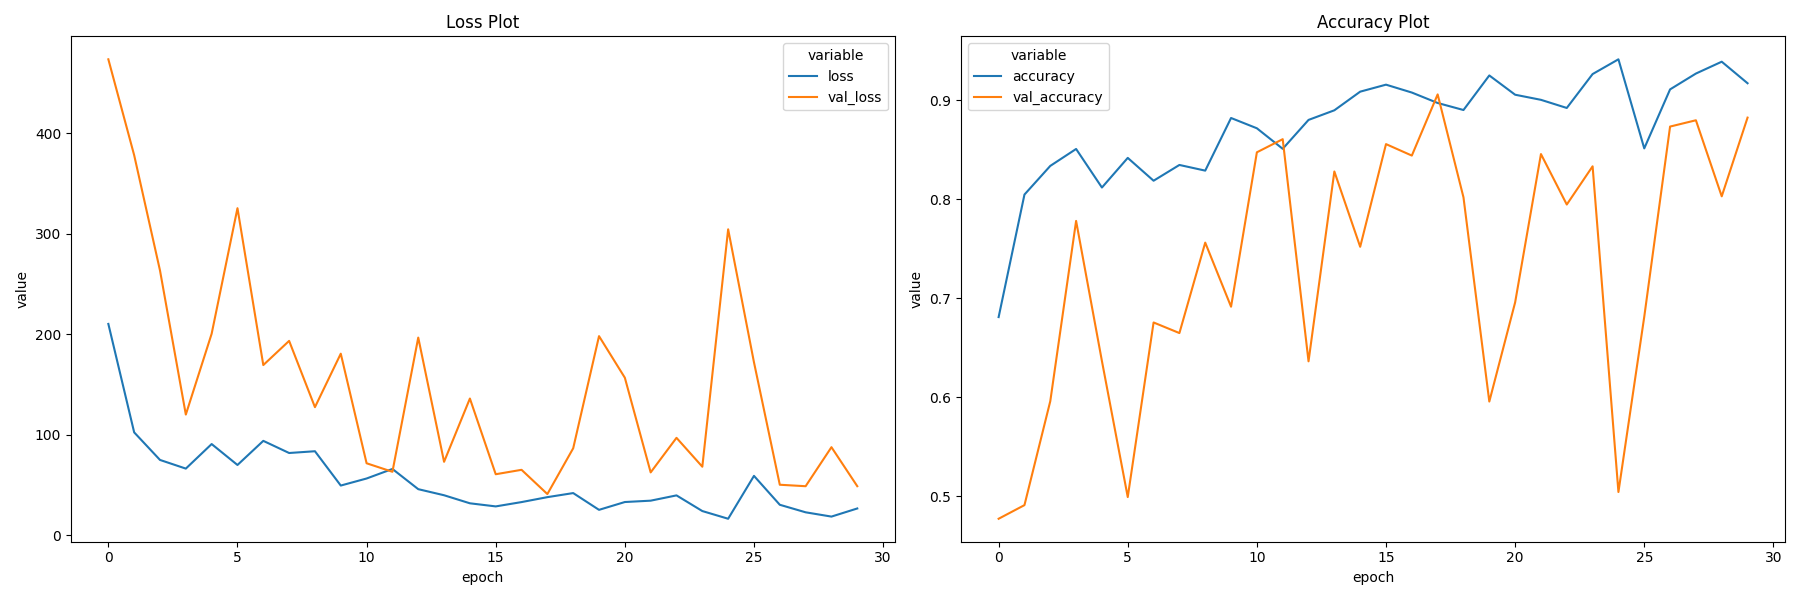 Loss Plot
variable
loss
val_loss
value
400
300
200
100
0
0 5 10 15 20 25 30
epoch
Accuracy Plot
variable
accuracy
val_accuracy
value
0.9
0.8
0.7
0.6
0.5
0 5 10 15 20 25 30
epoch